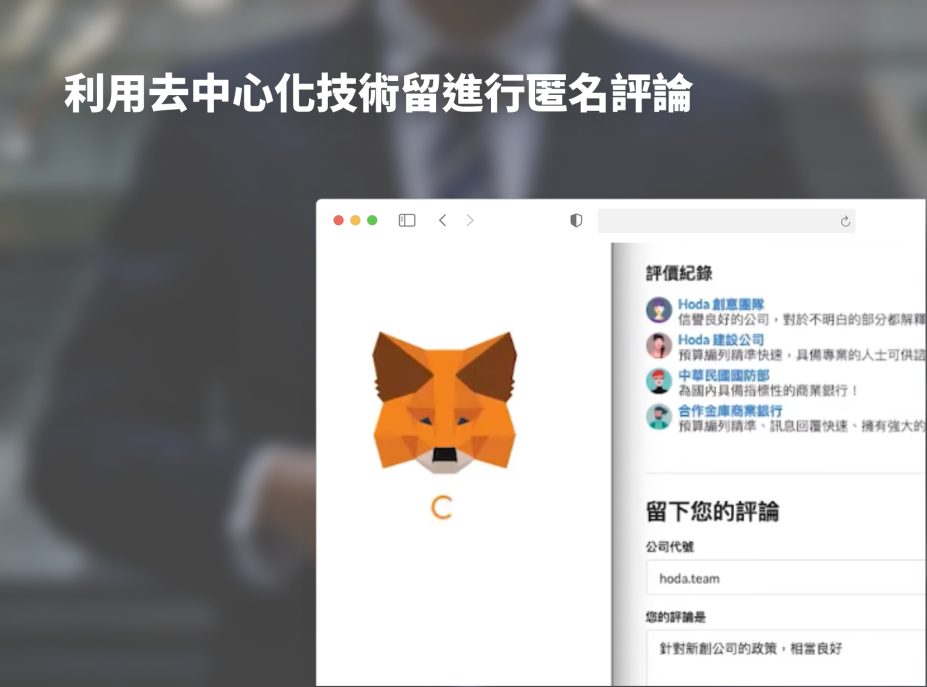 利用去中心化技術留進行匿名評論
評價紀錄
Hoda 創意團隊
信譽良好的公司，對於不明白的部分都解釋
Hoda 建設公司
預算編列精準快速，具備專業的人士可供諮
中華民國國防部
為國內具備指標性的商業銀行！
合作金庫商業銀行
預算編列精準、訊息回覆快速、擁有強大的
留下您的評論
公司代號
hoda.team
您的評論是
針對新創公司的政策，相當良好